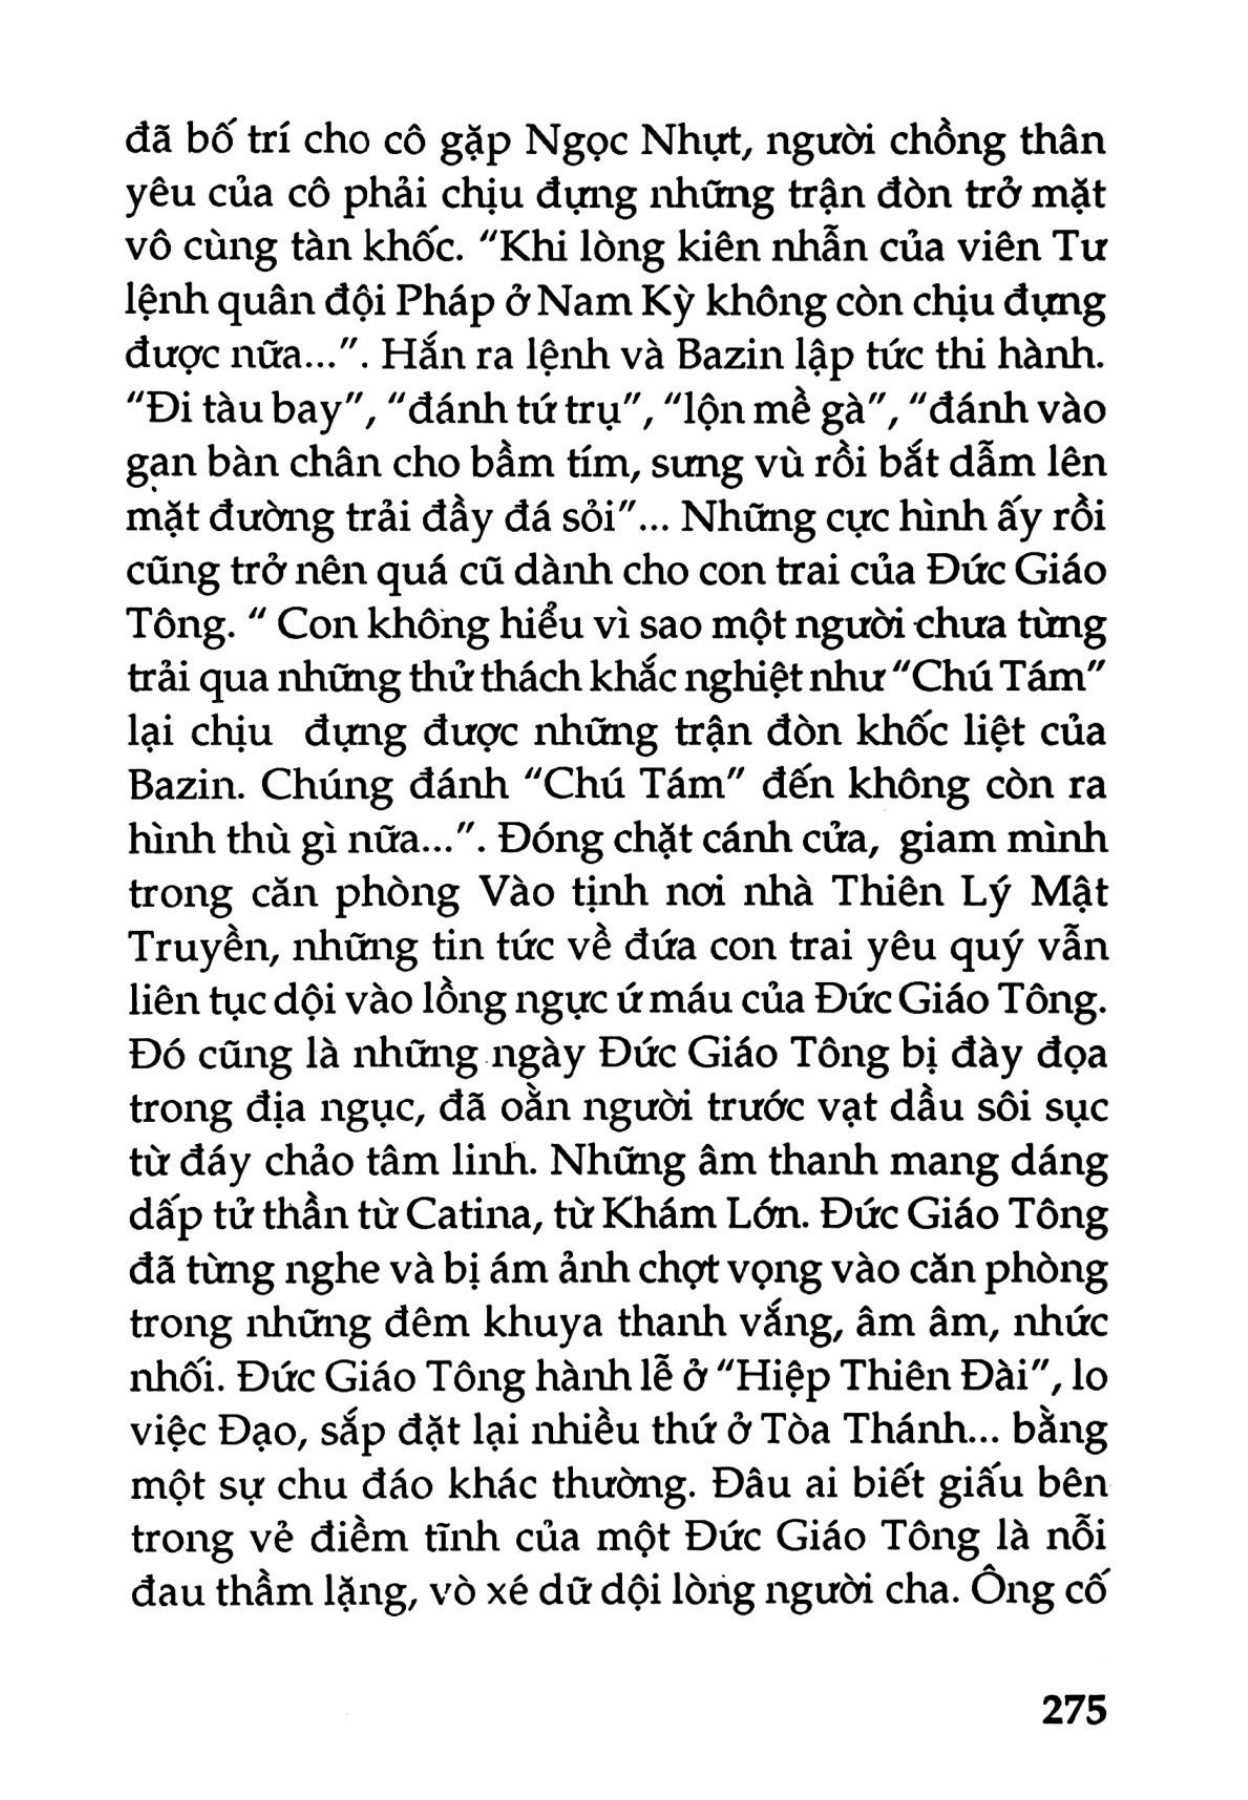 đã bố trí cho cô gặp Ngọc Nhựt, người chồng thân
yêu của cô phải chịu đựng những trận đòn trở mặt
vô cùng tàn khốc. "Khi lòng kiên nhẫn của viên Tư
lệnh quân đội Pháp ở Nam Kỳ không còn chịu đựng
được nữa...". Hắn ra lệnh và Bazin lập tức thi hành.
"Đi tàu bay", "đánh tứ trụ", "lộn mề gà", "đánh vào
gan bàn chân cho bầm tím, sưng vù rồi bắt dẫm lên
mặt đường trải đầy đá sỏi"... Những cực hình ấy rồi
cũng trở nên quá cũ dành cho con trai của Đức Giáo
Tông. " Con không hiểu vì sao một người chưa từng
trải qua những thử thách khắc nghiệt như "Chú Tám"
lại chịu đựng được những trận đòn khốc liệt của
Bazin. Chúng đánh "Chú Tám" đến không còn ra
hình thù gì nữa...". Đóng chặt cánh cửa, giam mình
trong căn phòng Vào tịnh nơi nhà Thiên Lý Mật
Truyền, những tin tức về đứa con trai yêu quý vẫn
liên tục dội vào lồng ngực ứ máu của Đức Giáo Tông.
Đó cũng là những ngày Đức Giáo Tông bị đày đọa
trong địa ngục, đã oằn người trước vạt dầu sôi sục
từ đáy chảo tâm linh. Những âm thanh mang dáng
dấp tử thần từ Catina, từ Khám Lớn. Đức Giáo Tông
đã từng nghe và bị ám ảnh chợt vọng vào căn phòng
trong những đêm khuya thanh vắng, âm âm, nhức
nhối. Đức Giáo Tông hành lễ ở "Hiệp Thiên Đài", lo
việc Đạo, sắp đặt lại nhiều thứ ở Tòa Thánh... bằng
một sự chu đáo khác thường. Đâu ai biết giấu bên
trong vẻ điềm tĩnh của một Đức Giáo Tông là nỗi
đau thầm lặng, vò xé dữ dội lòng người cha. Ông cố
275